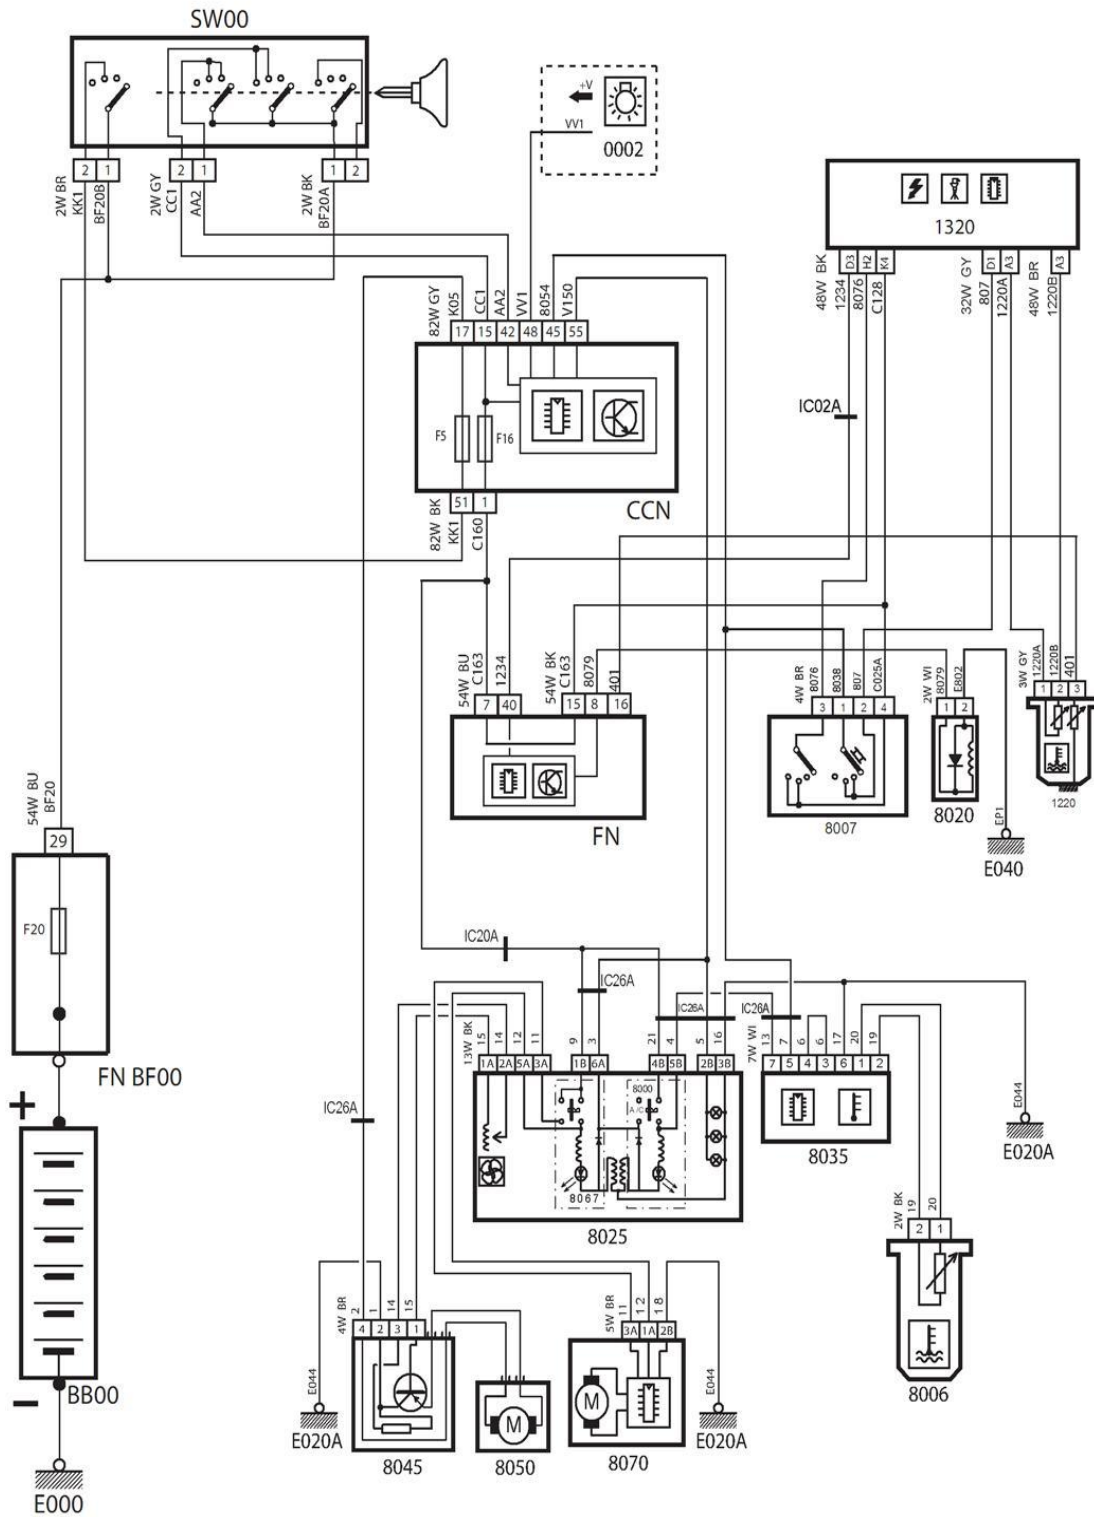 SW00
2 1 2 1 1 2
2W BR
KK1
BF20B
2W GY
CC1
AA2
2W BK
BF20A
+V
VV1
0002
1320
D3 H2 K4 D1 A3 A3
48W BK
1234
8076
C128
32W GY
807
1220A
48W BR
1220B
82W GY
K05
CC1
AA2
VV1
8054
V150
17 15 42 48 45 55
F5
F16
IC02A
51 1
CCN
82W BK
KK1
C160
54W BU
C163
1234
54W BK
C163
8079
401
7 40 15 8 16
FN
4W BR
8076
8038
807
C025A
3 1 2 4
8007
2W WI
8079
E802
1 2
8020
EP1
E040
3W GY
1220A
1220B
401
1 2 3
1220
54W BU
BF20
29
F20
FN BF00
+
BB00
–
E000
IC20A
IC26A
IC26A
IC26A
13W BK
15 14 12 11 9 3 21 4 5 16
1A 2A 5A 3A 1B 6A 4B 5B 2B 3B
8000
A/C
8067
8025
7W WI
13 7 6 6 17 20 19
7 5 4 3 6 1 2
8035
E044
E020A
IC26A
2W BK
19 20
2 1
8006
4W BR
2 1 14 15
4 2 3 1
E044
E020A
8045
M
8050
5W BR
11 12 18
3A 1A 2B
M
8070
E044
E020A